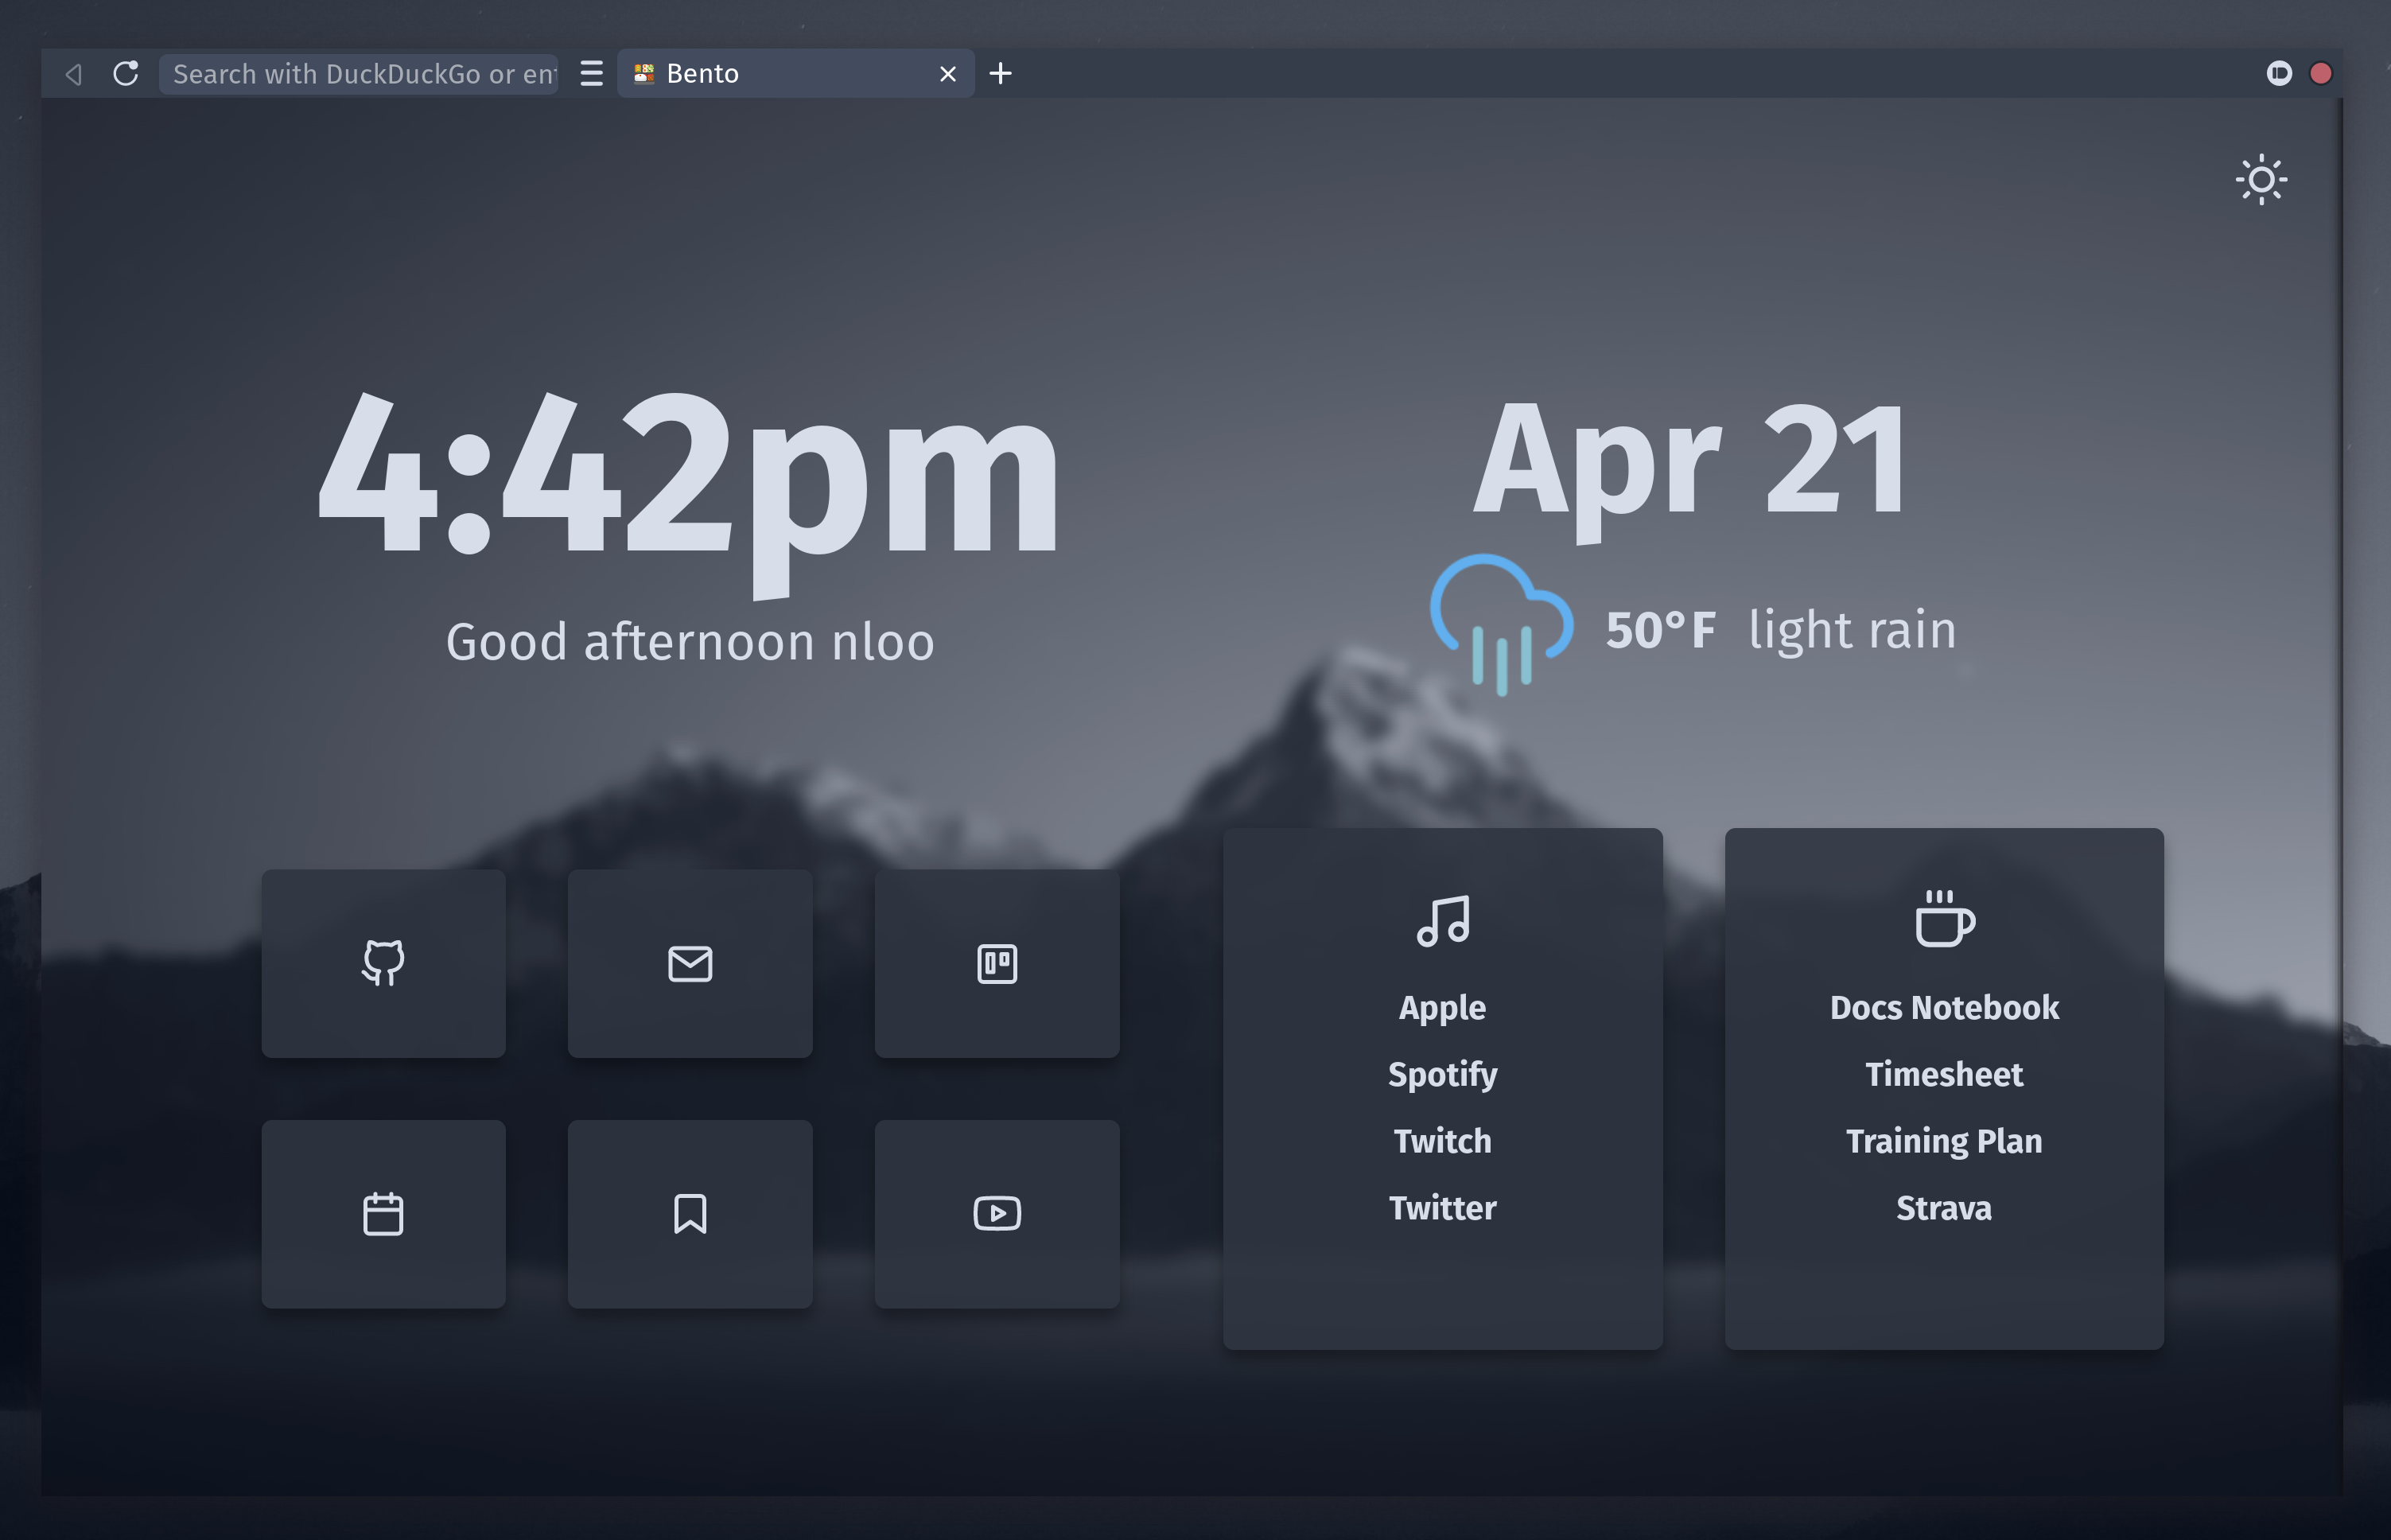 Search with DuckDuckGo or ent
Bento
4:42pm
Good afternoon nloo
Apr 21
50°F light rain
Apple
Spotify
Twitch
Twitter
Docs Notebook
Timesheet
Training Plan
Strava